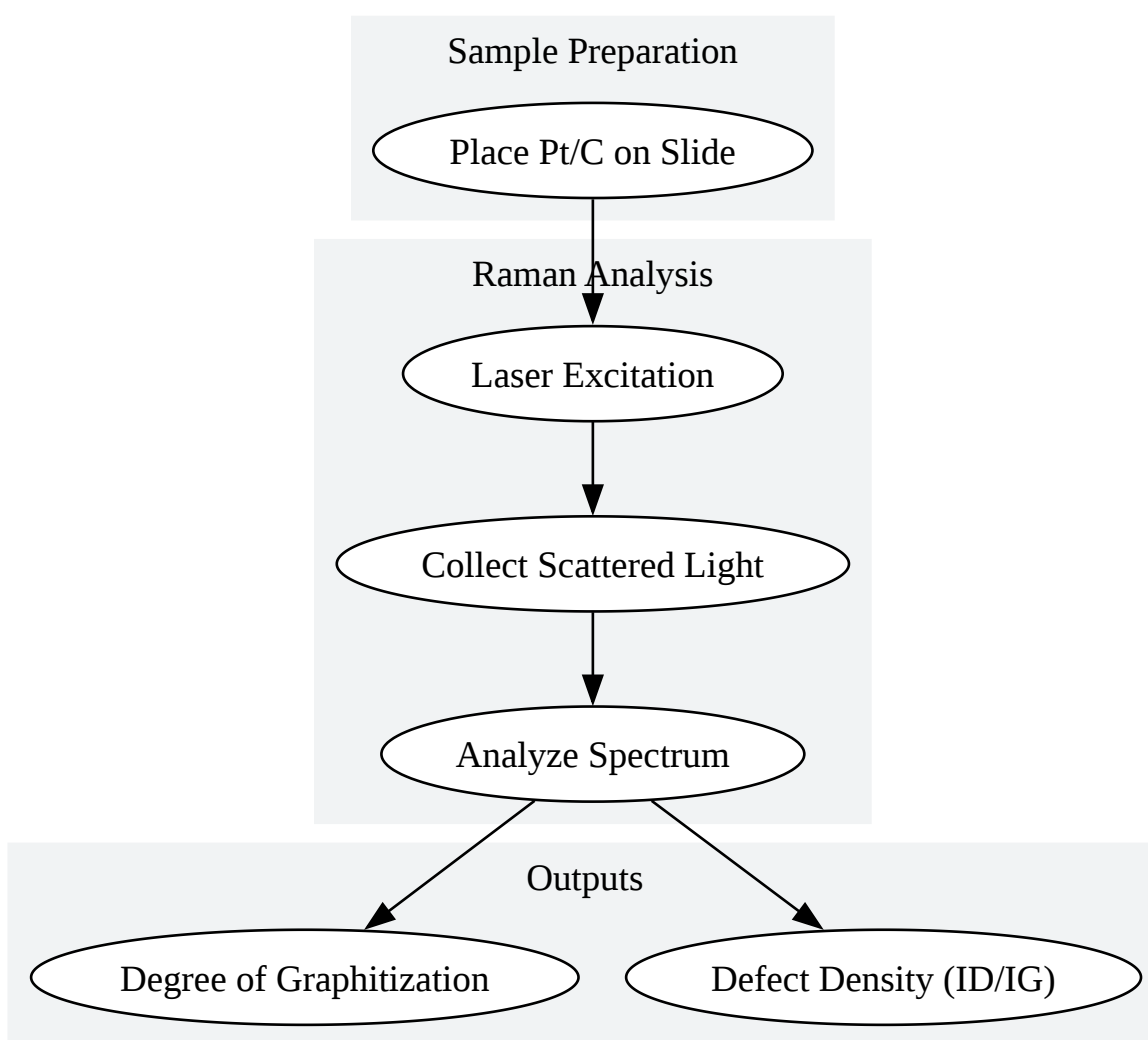 Sample Preparation
Place Pt/C on Slide
Raman Analysis
Laser Excitation
Collect Scattered Light
Analyze Spectrum
Outputs
Degree of Graphitization
Defect Density (ID/IG)